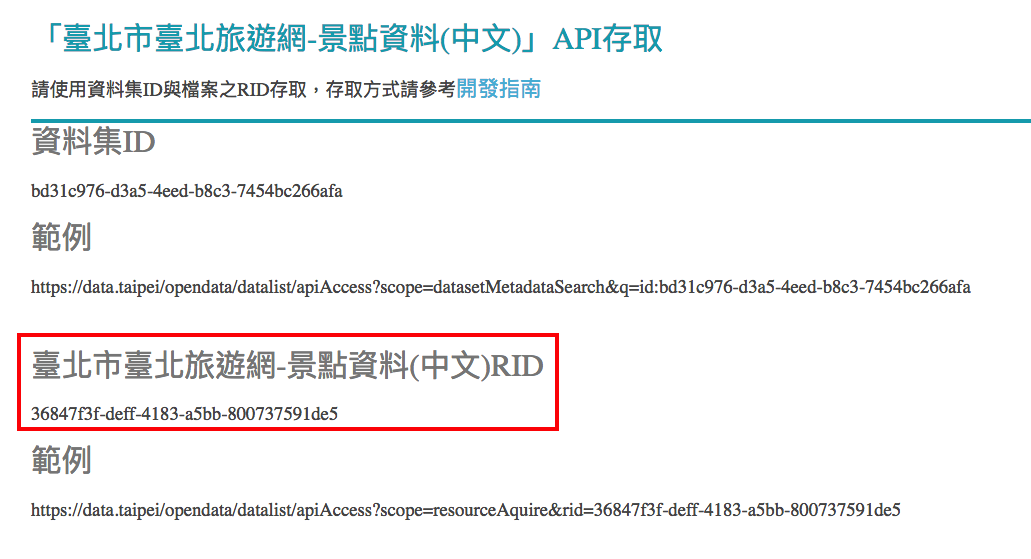 「臺北市臺北旅遊網-景點資料(中文)」API存取
請使用資料集ID與檔案之RID存取，存取方式請參考開發指南
資料集ID
bd31c976-d3a5-4eed-b8c3-7454bc266afa
範例
https://data.taipei/opendata/datalist/apiAccess?scope=datasetMetadataSearch&q=id:bd31c976-d3a5-4eed-b8c3-7454bc266afa
臺北市臺北旅遊網-景點資料(中文)RID
36847f3f-deff-4183-a5bb-800737591de5
範例
https://data.taipei/opendata/datalist/apiAccess?scope=resourceAquire&rid=36847f3f-deff-4183-a5bb-800737591de5